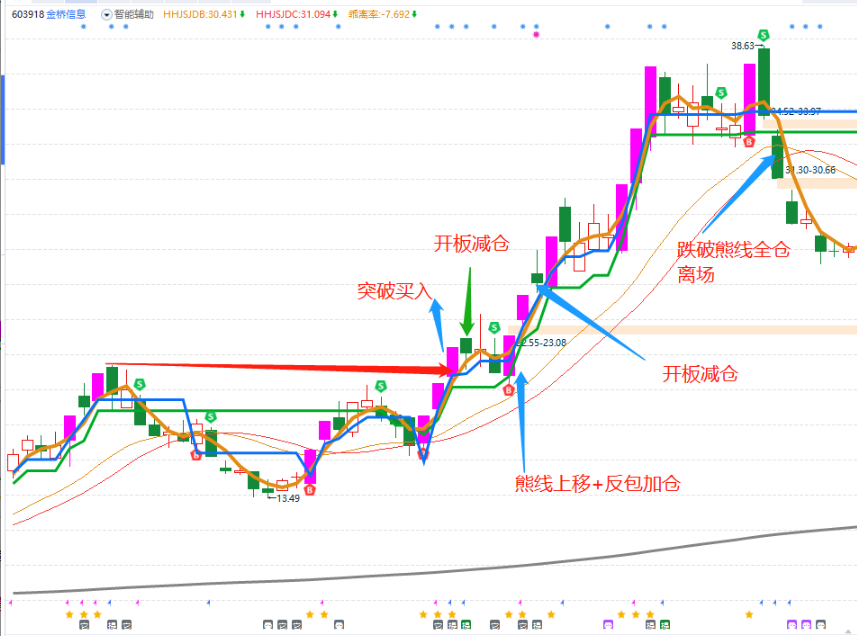 603918 金桥信息 智能辅助 HHJSJDB:30.431 HHJSJDC:31.094 乖离率:-7.692
38.63
S
S
34.52-33.97
B
31.30-30.66
开板减仓
跌破熊线全仓
离场
突破买入
S
22.55-23.08
开板减仓
S
S
B
S
B
B
熊线上移+反包加仓
13.49
B